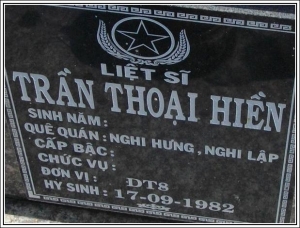 LIỆT SĨ
TRẦN THOẠI HIỀN
SINH NĂM :
QUÊ QUÁN : NGHI HƯNG , NGHI LẬP
CẤP BẬC :
CHỨC VỤ :
ĐƠN VỊ : DT8
HY SINH : 17-09-1982